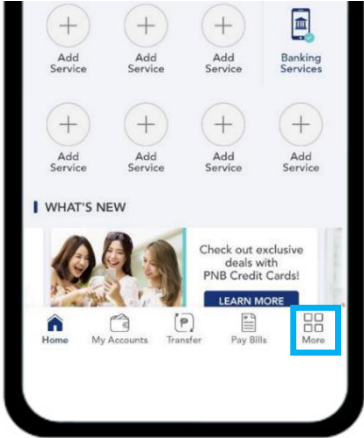 Add Service
Add Service
Add Service
Banking Services
Add Service
Add Service
Add Service
Add Service
WHAT'S NEW
Check out exclusive
deals with
PNB Credit Cards!
LEARN MORE
Home
My Accounts
Transfer
Pay Bills
More